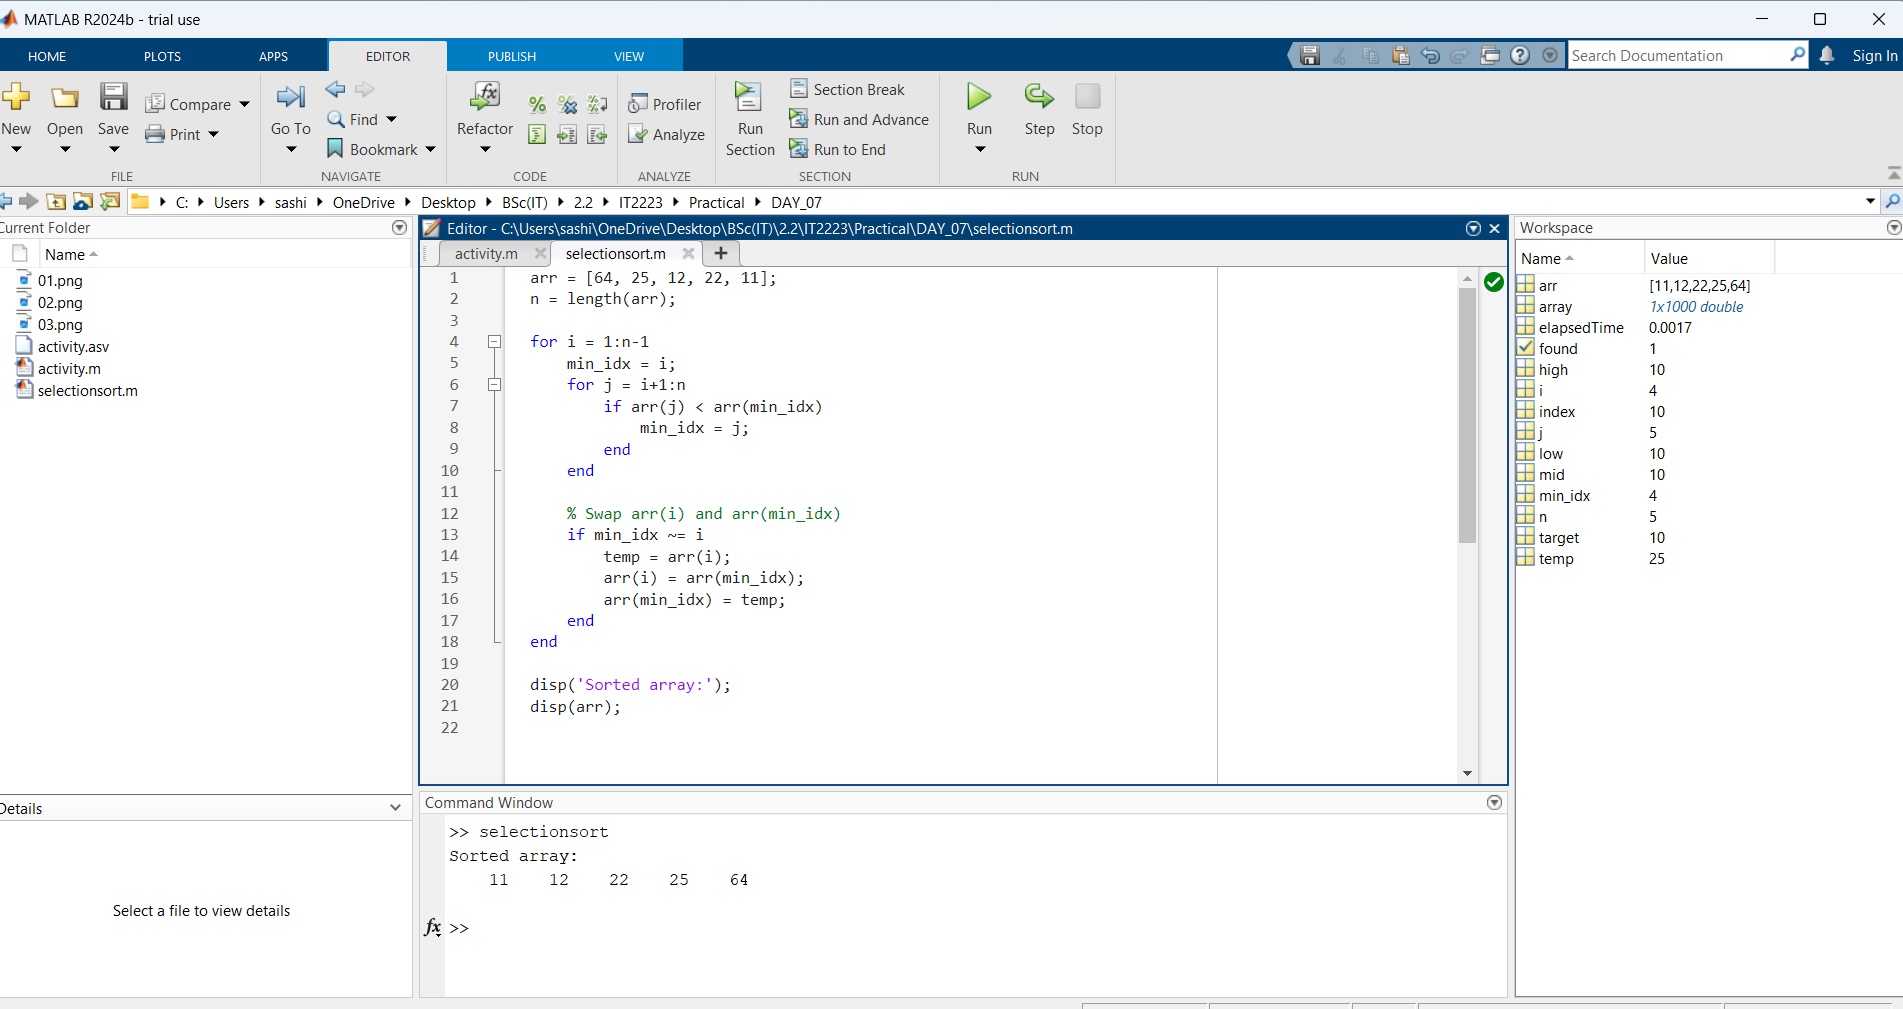 MATLAB R2024b - trial use
HOME PLOTS APPS EDITOR PUBLISH VIEW Search Documentation Sign In
New Open Save Compare Print
FILE
Go To Find Bookmark
NAVIGATE
Refactor
CODE
Profiler
Analyze
ANALYZE
Run Section
Section Break
Run and Advance
Run to End
SECTION
Run Step Stop
RUN
C: Users sashi OneDrive Desktop BSc(IT) 2.2 IT2223 Practical DAY_07
Current Folder
Name
01.png
02.png
03.png
activity.asv
activity.m
selectionsort.m
Details
Select a file to view details
Editor - C:\Users\sashi\OneDrive\Desktop\BSc(IT)\2.2\IT2223\Practical\DAY_07\selectionsort.m
activity.m selectionsort.m
1 arr = [64, 25, 12, 22, 11];
2 n = length(arr);
3
4 for i = 1:n-1
5 min_idx = i;
6 for j = i+1:n
7 if arr(j) < arr(min_idx)
8 min_idx = j;
9 end
10 end
11
12 % Swap arr(i) and arr(min_idx)
13 if min_idx ~= i
14 temp = arr(i);
15 arr(i) = arr(min_idx);
16 arr(min_idx) = temp;
17 end
18 end
19
20 disp('Sorted array:');
21 disp(arr);
22
Command Window
>> selectionsort
Sorted array:
11 12 22 25 64
fx >>
Workspace
Name Value
arr [11,12,22,25,64]
array 1x1000 double
elapsedTime 0.0017
found 1
high 10
i 4
index 10
j 5
low 10
mid 10
min_idx 4
n 5
target 10
temp 25